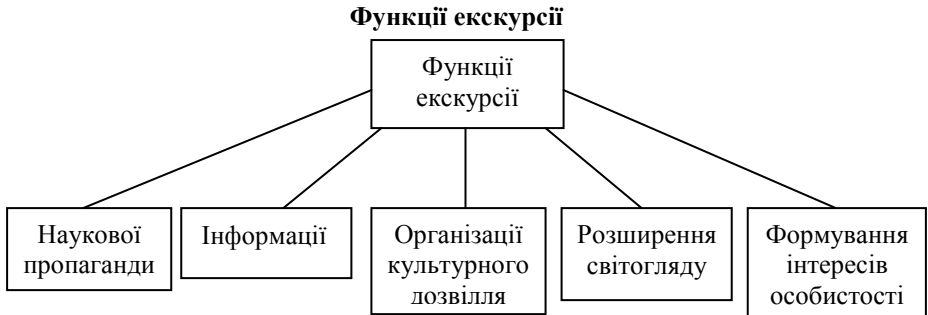 Функції екскурсії
Функції
екскурсії
Наукової
пропаганди
Інформації
Організації
культурного
дозвілля
Розширення
світогляду
Формування
інтересів
особистості